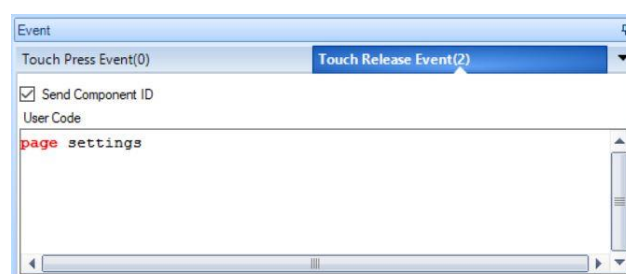 Event
Touch Press Event(0)
Touch Release Event(2)
Send Component ID
User Code
page settings